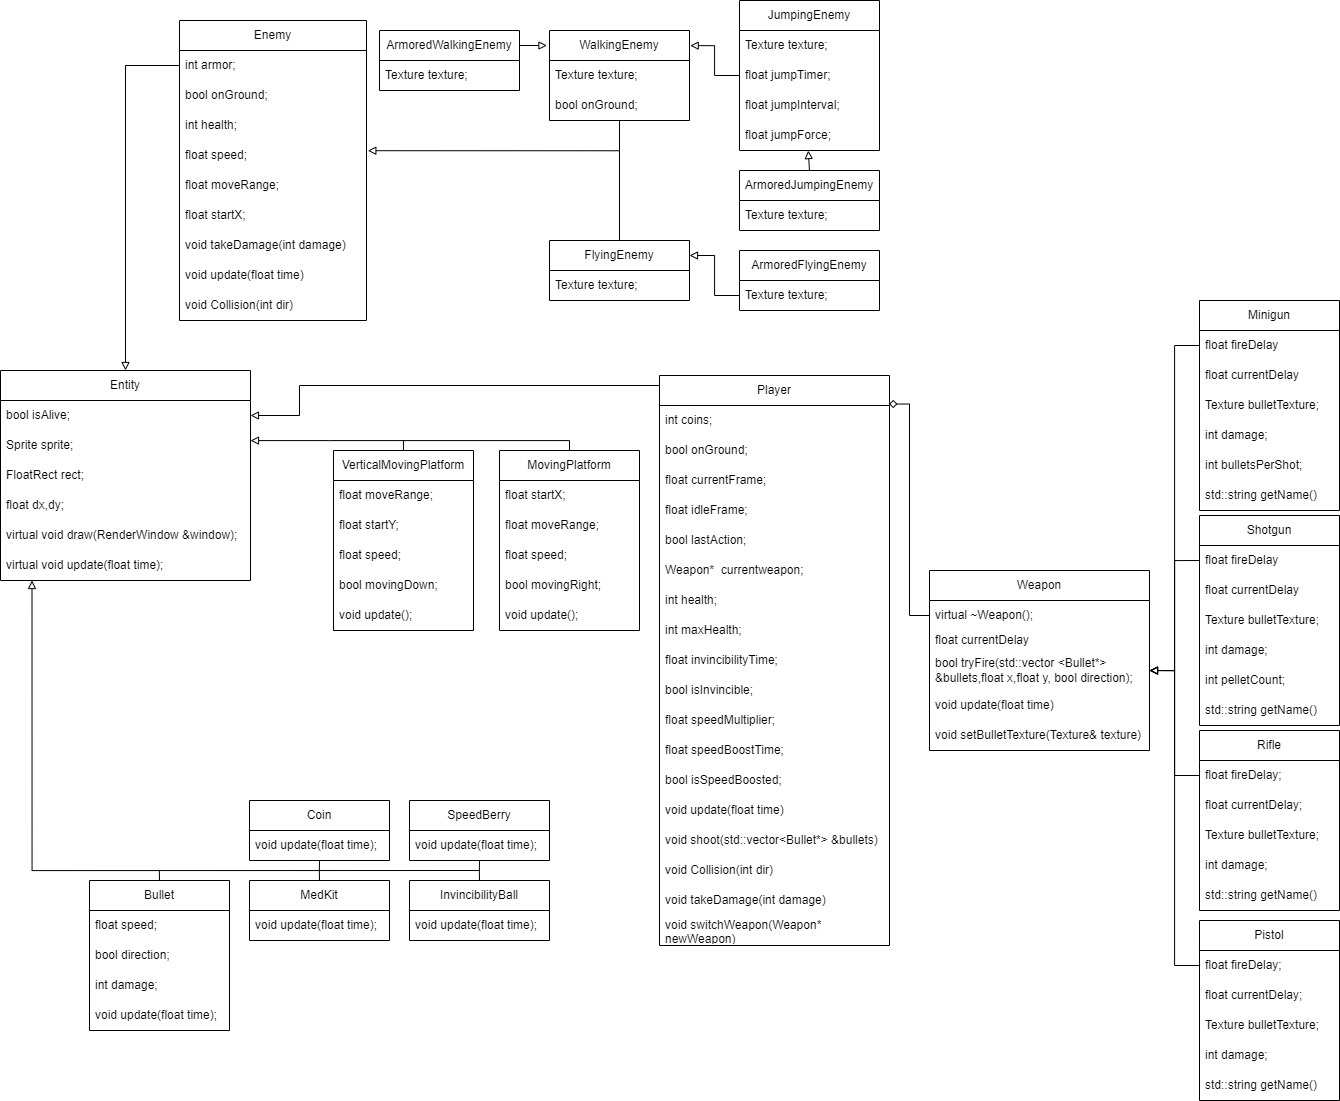 Enemy
int armor;
bool onGround;
int health;
float speed;
float moveRange;
float startX;
void takeDamage(int damage)
void update(float time)
void Collision(int dir)
ArmoredWalkingEnemy
Texture texture;
WalkingEnemy
Texture texture;
bool onGround;
JumpingEnemy
Texture texture;
float jumpTimer;
float jumpInterval;
float jumpForce;
ArmoredJumpingEnemy
Texture texture;
FlyingEnemy
Texture texture;
ArmoredFlyingEnemy
Texture texture;
Entity
bool isAlive;
Sprite sprite;
FloatRect rect;
float dx,dy;
virtual void draw(RenderWindow &window);
virtual void update(float time);
VerticalMovingPlatform
float moveRange;
float startY;
float speed;
bool movingDown;
void update();
MovingPlatform
float startX;
float moveRange;
float speed;
bool movingRight;
void update();
Player
int coins;
bool onGround;
float currentFrame;
float idleFrame;
bool lastAction;
Weapon*  currentweapon;
int health;
int maxHealth;
float invincibilityTime;
bool isInvincible;
float speedMultiplier;
float speedBoostTime;
bool isSpeedBoosted;
void update(float time)
void shoot(std::vector<Bullet*> &bullets)
void Collision(int dir)
void takeDamage(int damage)
void switchWeapon(Weapon*
newWeapon)
Weapon
virtual ~Weapon();
float currentDelay
bool tryFire(std::vector <Bullet*>
&bullets,float x,float y, bool direction);
void update(float time)
void setBulletTexture(Texture& texture)
Minigun
float fireDelay
float currentDelay
Texture bulletTexture;
int damage;
int bulletsPerShot;
std::string getName()
Shotgun
float fireDelay
float currentDelay
Texture bulletTexture;
int damage;
int pelletCount;
std::string getName()
Rifle
float fireDelay;
float currentDelay;
Texture bulletTexture;
int damage;
std::string getName()
Pistol
float fireDelay;
float currentDelay;
Texture bulletTexture;
int damage;
std::string getName()
Coin
void update(float time);
SpeedBerry
void update(float time);
Bullet
float speed;
bool direction;
int damage;
void update(float time);
MedKit
void update(float time);
InvincibilityBall
void update(float time);